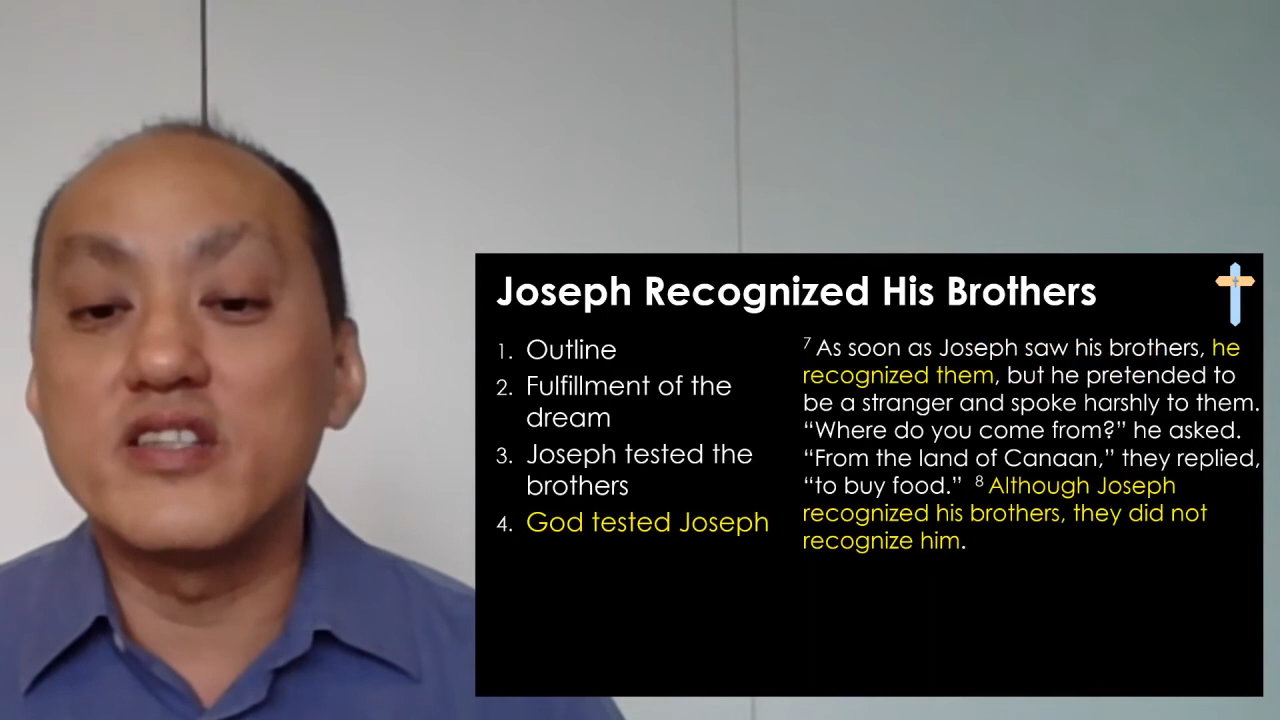 Joseph Recognized His Brothers
1. Outline
2. Fulfillment of the
dream
3. Joseph tested the
brothers
4. God tested Joseph
7 As soon as Joseph saw his brothers, he
recognized them, but he pretended to
be a stranger and spoke harshly to them.
“Where do you come from?” he asked.
“From the land of Canaan,” they replied,
“to buy food.” 8 Although Joseph
recognized his brothers, they did not
recognize him.